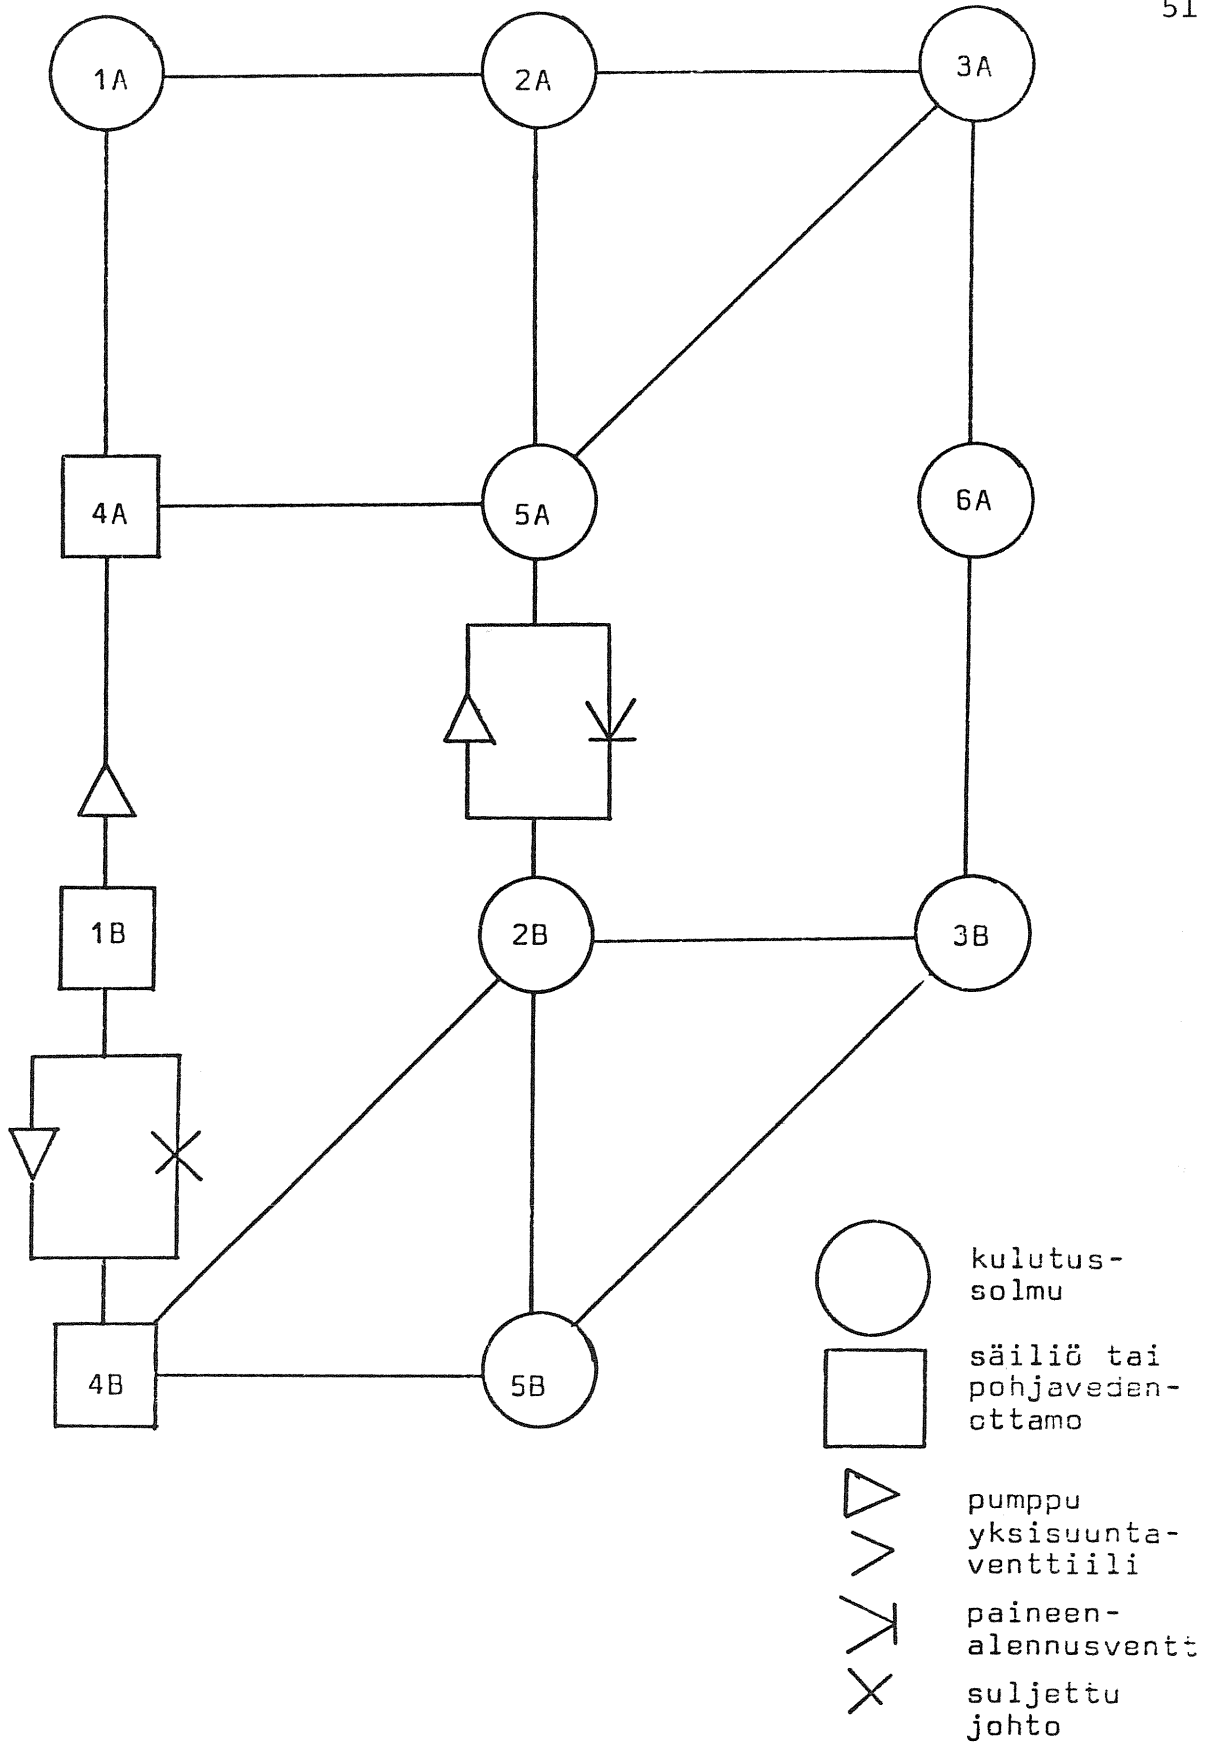 51
1A
2A
3A
4A
5A
6A
1B
2B
3B
4B
5B
kulutus-
solmu
säiliö tai
pohjaveden-
ottamo
pumppu
yksisuunta-
venttiili
paineen-
alennusventt
suljettu
johto